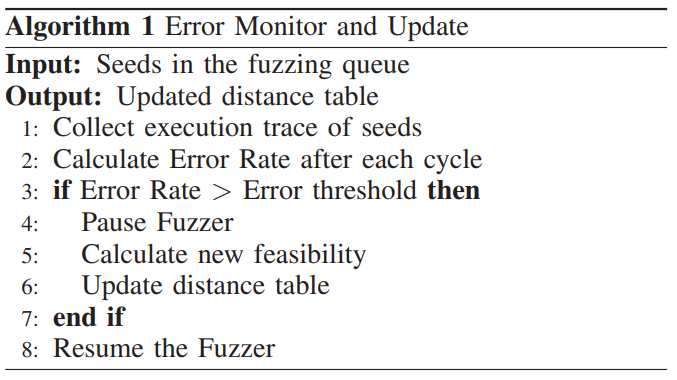 Algorithm 1 Error Monitor and Update
Input: Seeds in the fuzzing queue
Output: Updated distance table
1: Collect execution trace of seeds
2: Calculate Error Rate after each cycle
3: if Error Rate > Error threshold then
4: Pause Fuzzer
5: Calculate new feasibility
6: Update distance table
7: end if
8: Resume the Fuzzer